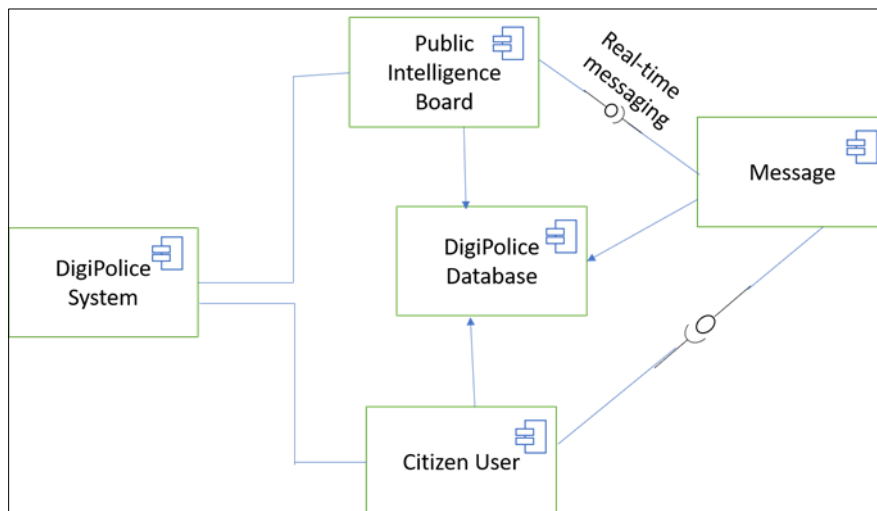 Public
Intelligence
Board
Real-time
messaging
Message
DigiPolice
Database
DigiPolice
System
Citizen User